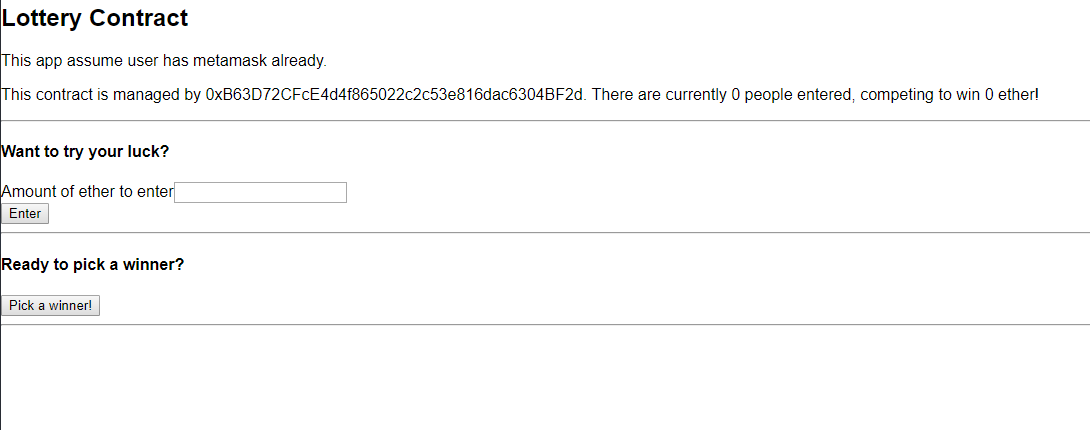 Lottery Contract
This app assume user has metamask already.
This contract is managed by 0xB63D72CFcE4d4f865022c2c53e816dac6304BF2d. There are currently 0 people entered, competing to win 0 ether!
Want to try your luck?
Amount of ether to enter
Enter
Ready to pick a winner?
Pick a winner!